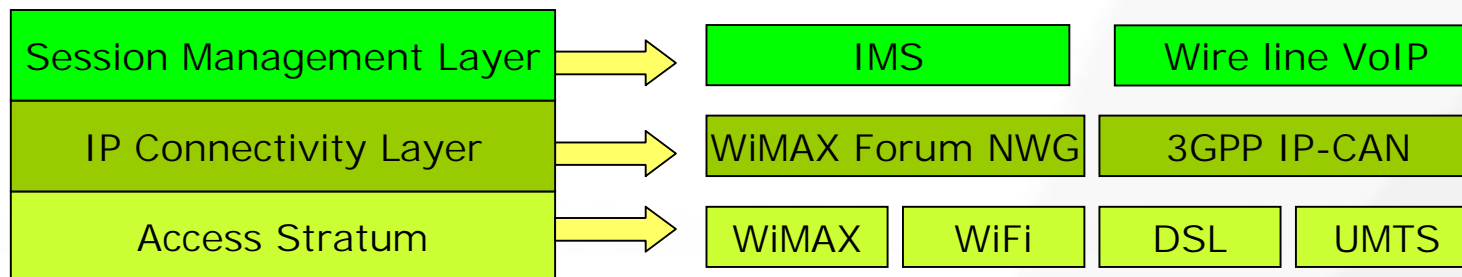 Session Management Layer
IMS
Wire line VoIP
IP Connectivity Layer
WiMAX Forum NWG
3GPP IP-CAN
Access Stratum
WiMAX
WiFi
DSL
UMTS